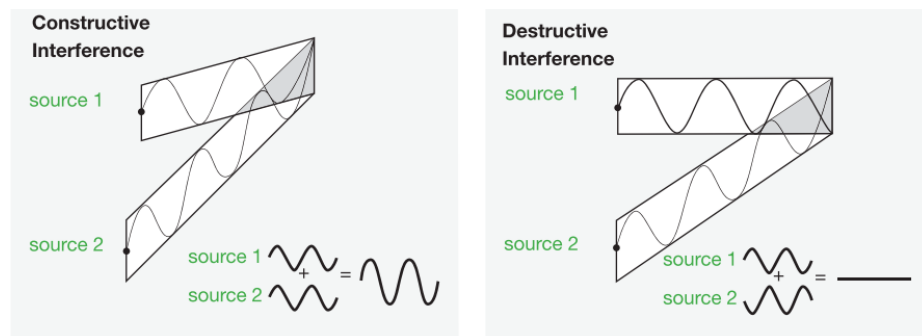 Constructive
Interference
source 1
source 2
source 1
+
=
source 2
Destructive
Interference
source 1
source 2
source 1
+
=
source 2